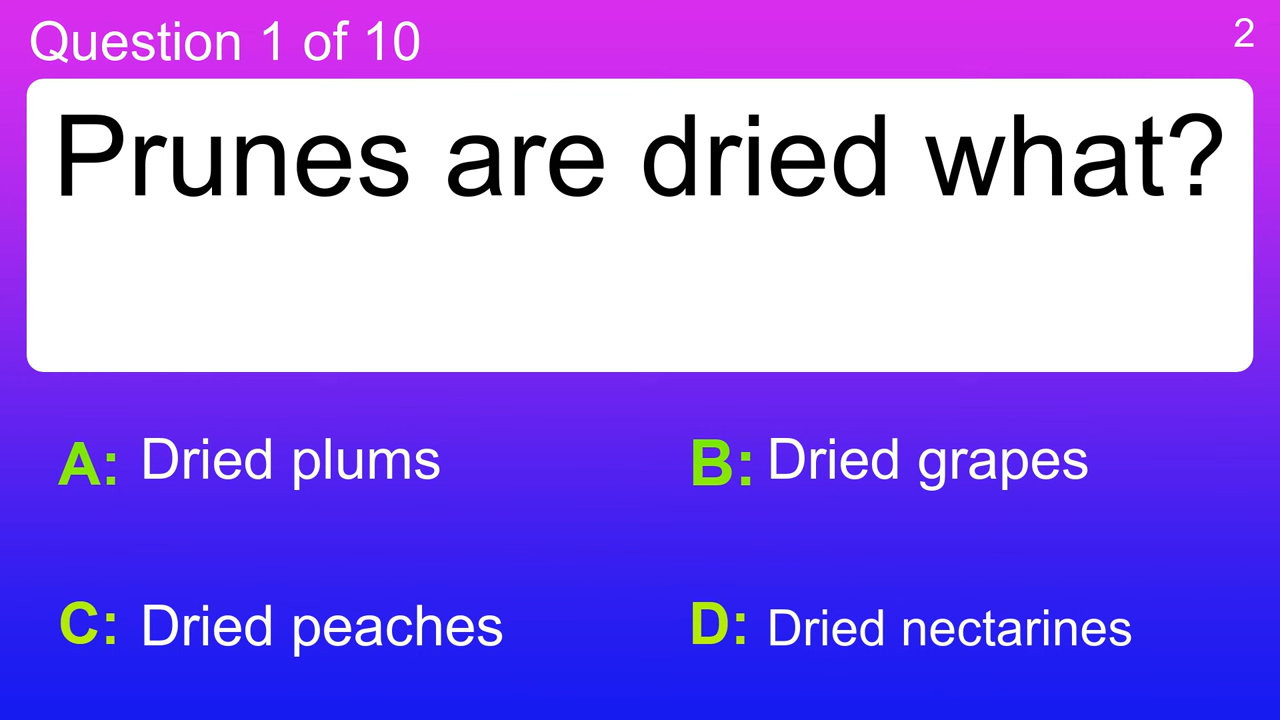 Question 1 of 10
2
Prunes are dried what?
A: Dried plums
B: Dried grapes
C: Dried peaches
D: Dried nectarines